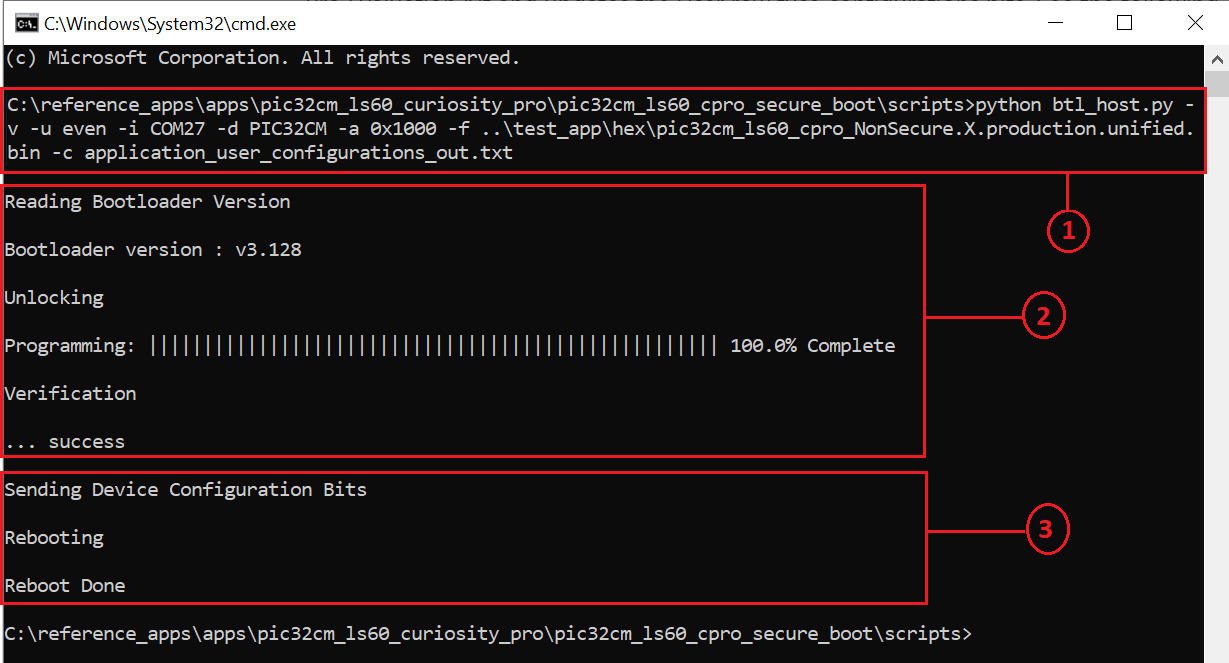 C:\Windows\System32\cmd.exe
(c) Microsoft Corporation. All rights reserved.
C:\reference_apps\apps\pic32cm_ls60_curiosity_pro\pic32cm_ls60_cpro_secure_boot\scripts>python btl_host.py -
v -u even -i COM27 -d PIC32CM -a 0x1000 -f ..\test_app\hex\pic32cm_ls60_cpro_NonSecure.X.production.unified.
bin -c application_user_configurations_out.txt
1
Reading Bootloader Version
Bootloader version : v3.128
Unlocking
2
Programming: ||||||||||||||||||||||||||||||||||||||||||||||||||||| 100.0% Complete
Verification
... success
Sending Device Configuration Bits
3
Rebooting
Reboot Done
C:\reference_apps\apps\pic32cm_ls60_curiosity_pro\pic32cm_ls60_cpro_secure_boot\scripts>